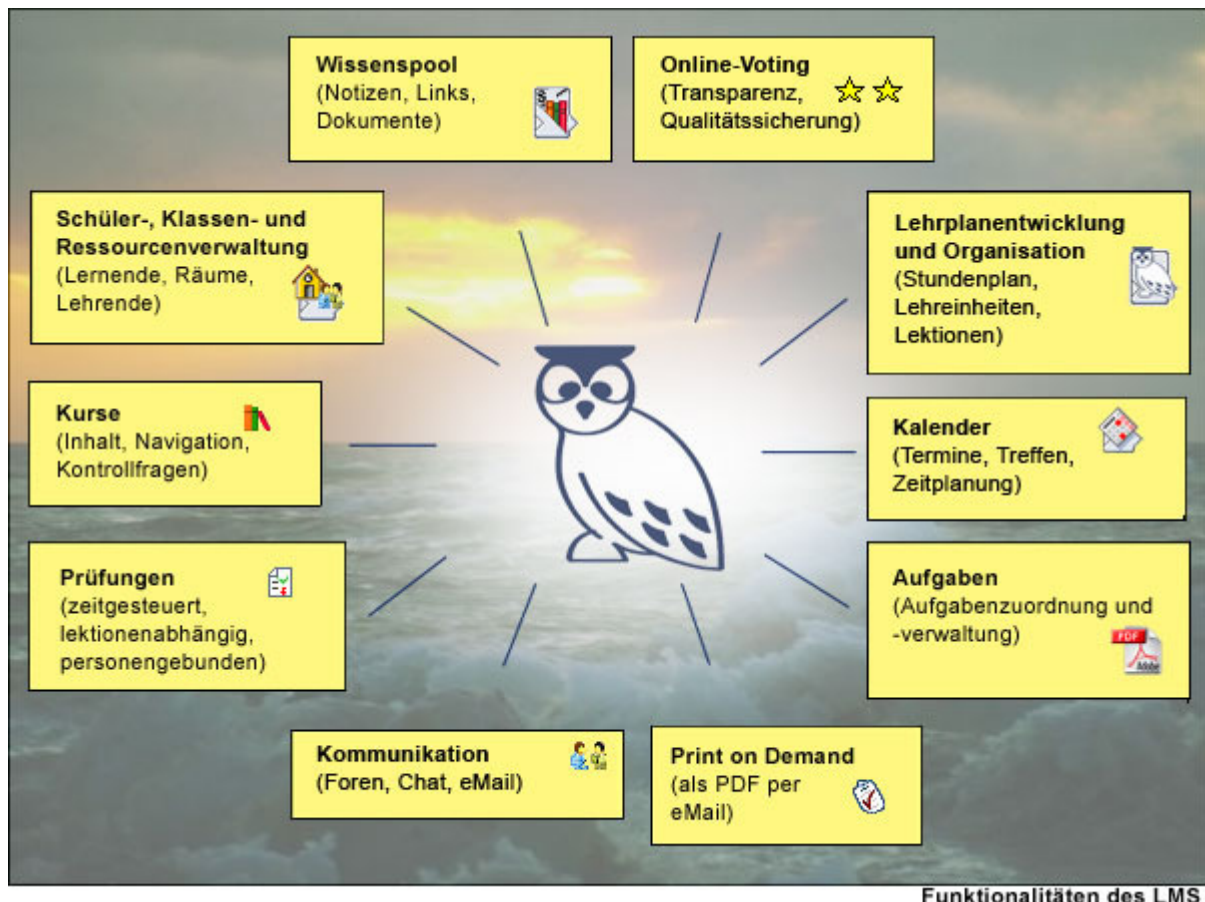 Wissenspool
(Notizen, Links,
Dokumente)
Online-Voting
(Transparenz,
Qualitätssicherung)
Schüler-, Klassen- und
Ressourcenverwaltung
(Lernende, Räume,
Lehrende)
Lehrplanentwicklung
und Organisation
(Stundenplan,
Lehreinheiten,
Lektionen)
Kurse
(Inhalt, Navigation,
Kontrollfragen)
Kalender
(Termine, Treffen,
Zeitplanung)
Prüfungen
(zeitgesteuert,
lektionenabhängig,
personengebunden)
Aufgaben
(Aufgabenzuordnung und
-verwaltung)
PDF
Adobe
Kommunikation
(Foren, Chat, eMail)
Print on Demand
(als PDF per
eMail)
Funktionalitäten des LMS